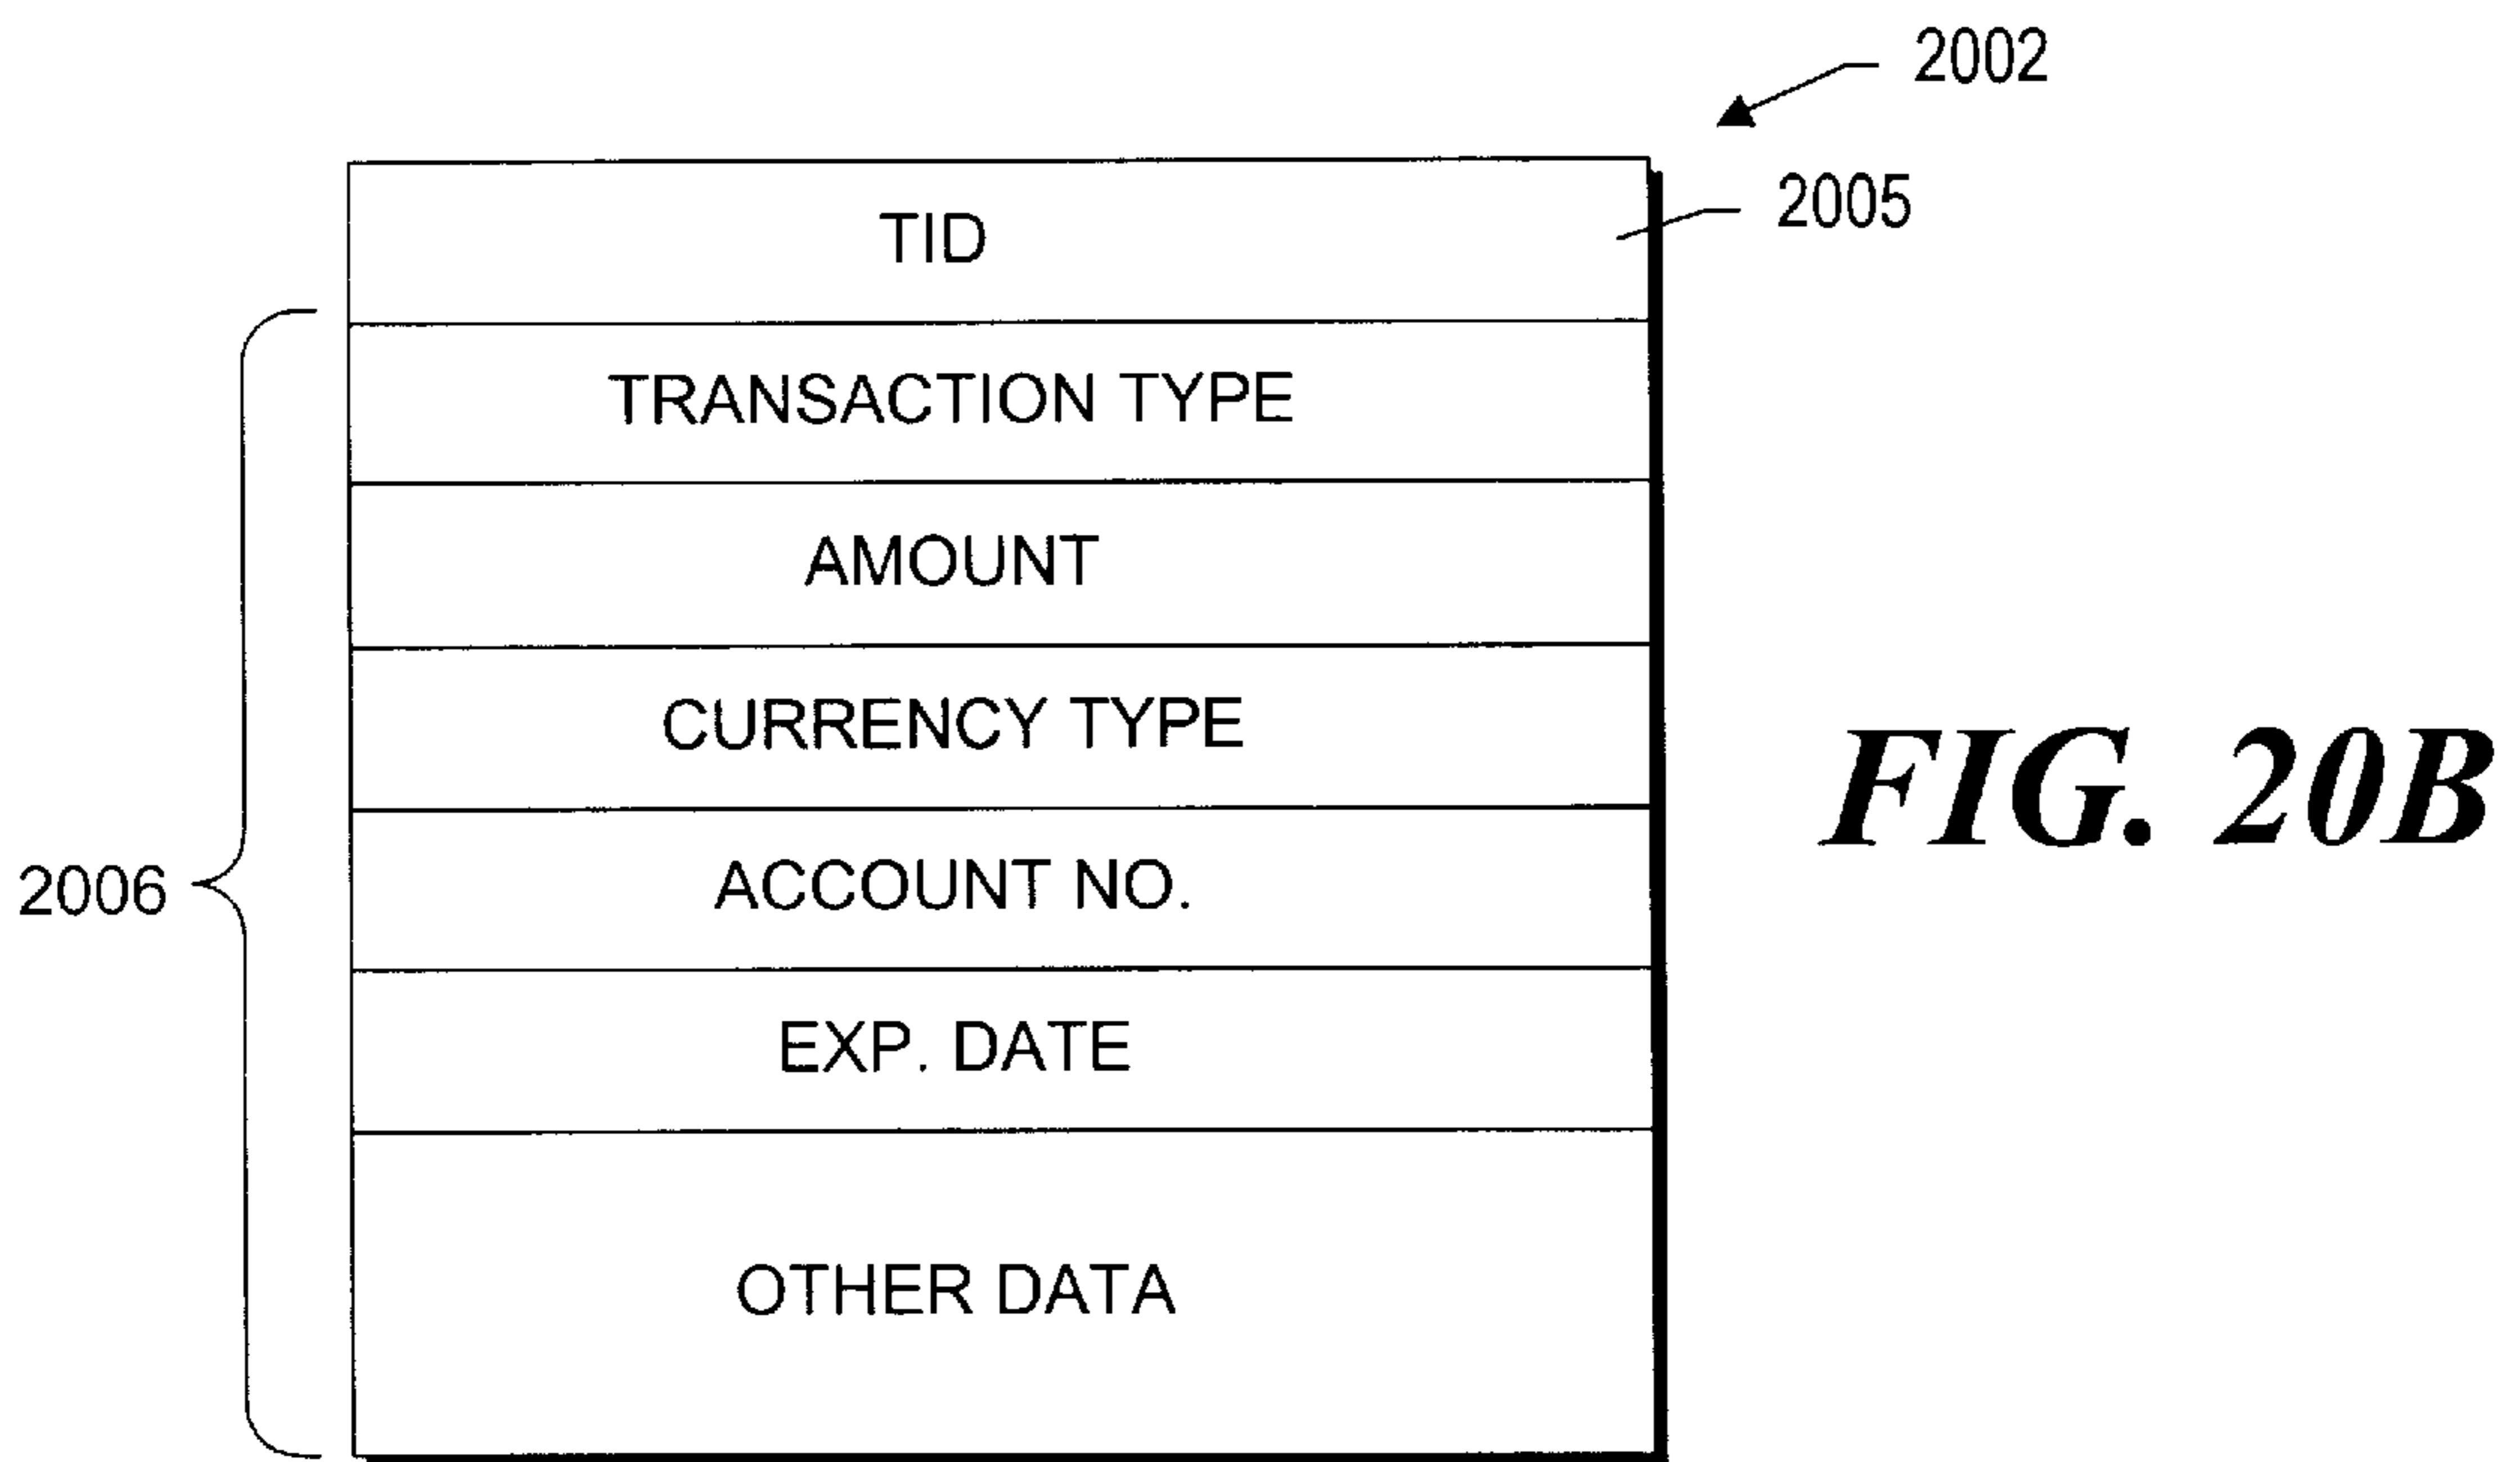 2002
2005
TID
TRANSACTION TYPE
AMOUNT
CURRENCY TYPE
FIG. 20B
2006
ACCOUNT NO.
EXP. DATE
OTHER DATA